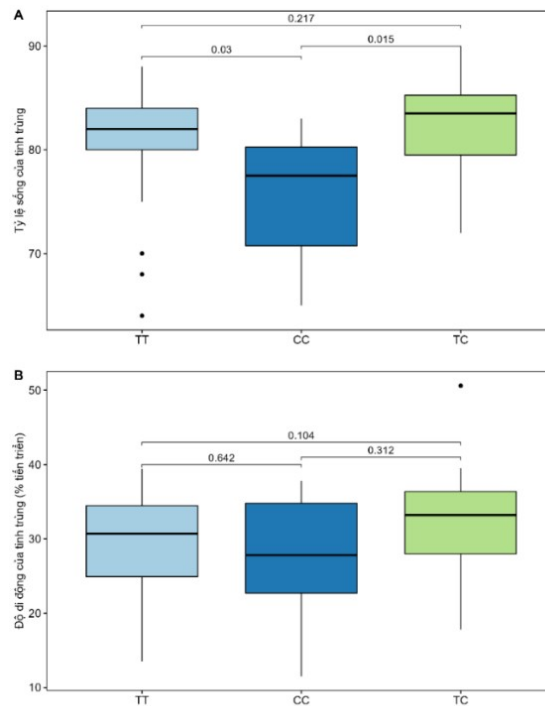 A
0.217
0.03
0.015
90
80
70
Tỷ lệ sống của tinh trùng
TT
CC
TC
B
50
40
30
20
10
0.104
0.642
0.312
Độ di động của tinh trùng (% tiến triển)
TT
CC
TC